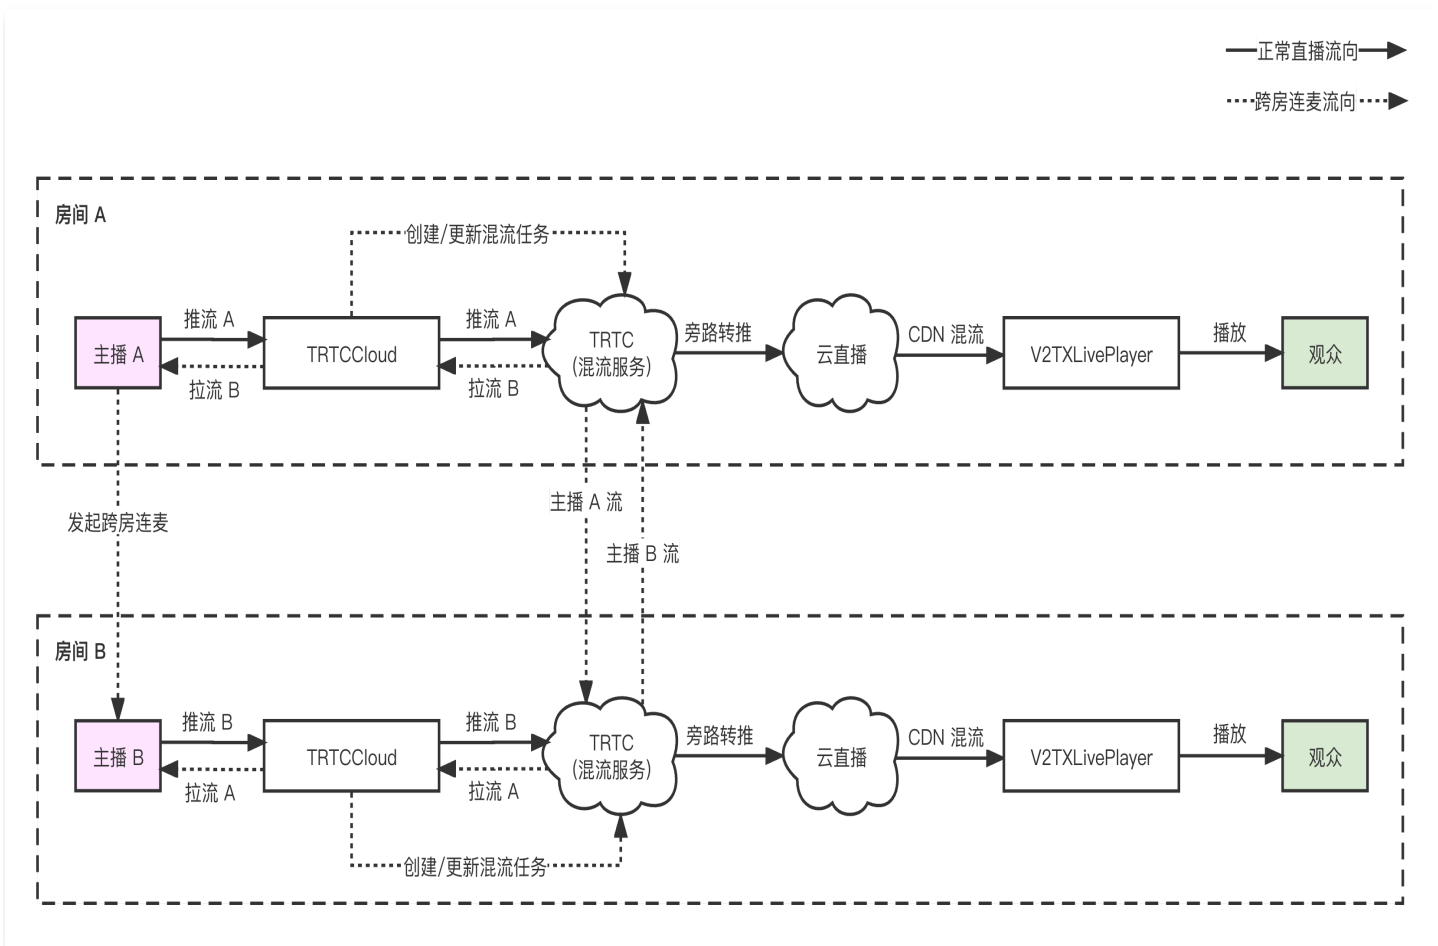 正常直播流向
跨房连麦流向
房间 A
创建/更新混流任务
推流 A
推流 A
主播 A
TRTCCloud
TRTC
(混流服务)
旁路转推
云直播
CDN 混流
V2TXLivePlayer
播放
观众
拉流 B
拉流 B
主播 A 流
发起跨房连麦
主播 B 流
房间 B
推流 B
推流 B
主播 B
TRTCCloud
TRTC
(混流服务)
旁路转推
云直播
CDN 混流
V2TXLivePlayer
播放
观众
拉流 A
拉流 A
创建/更新混流任务